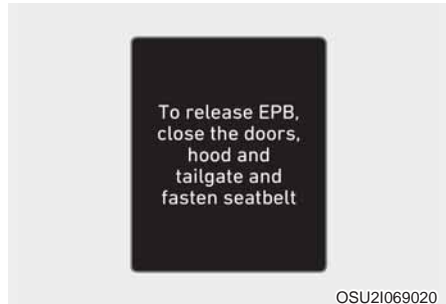 To release EPB,
close the doors,
hood and
tailgate and
fasten seatbelt
OSU2I069020